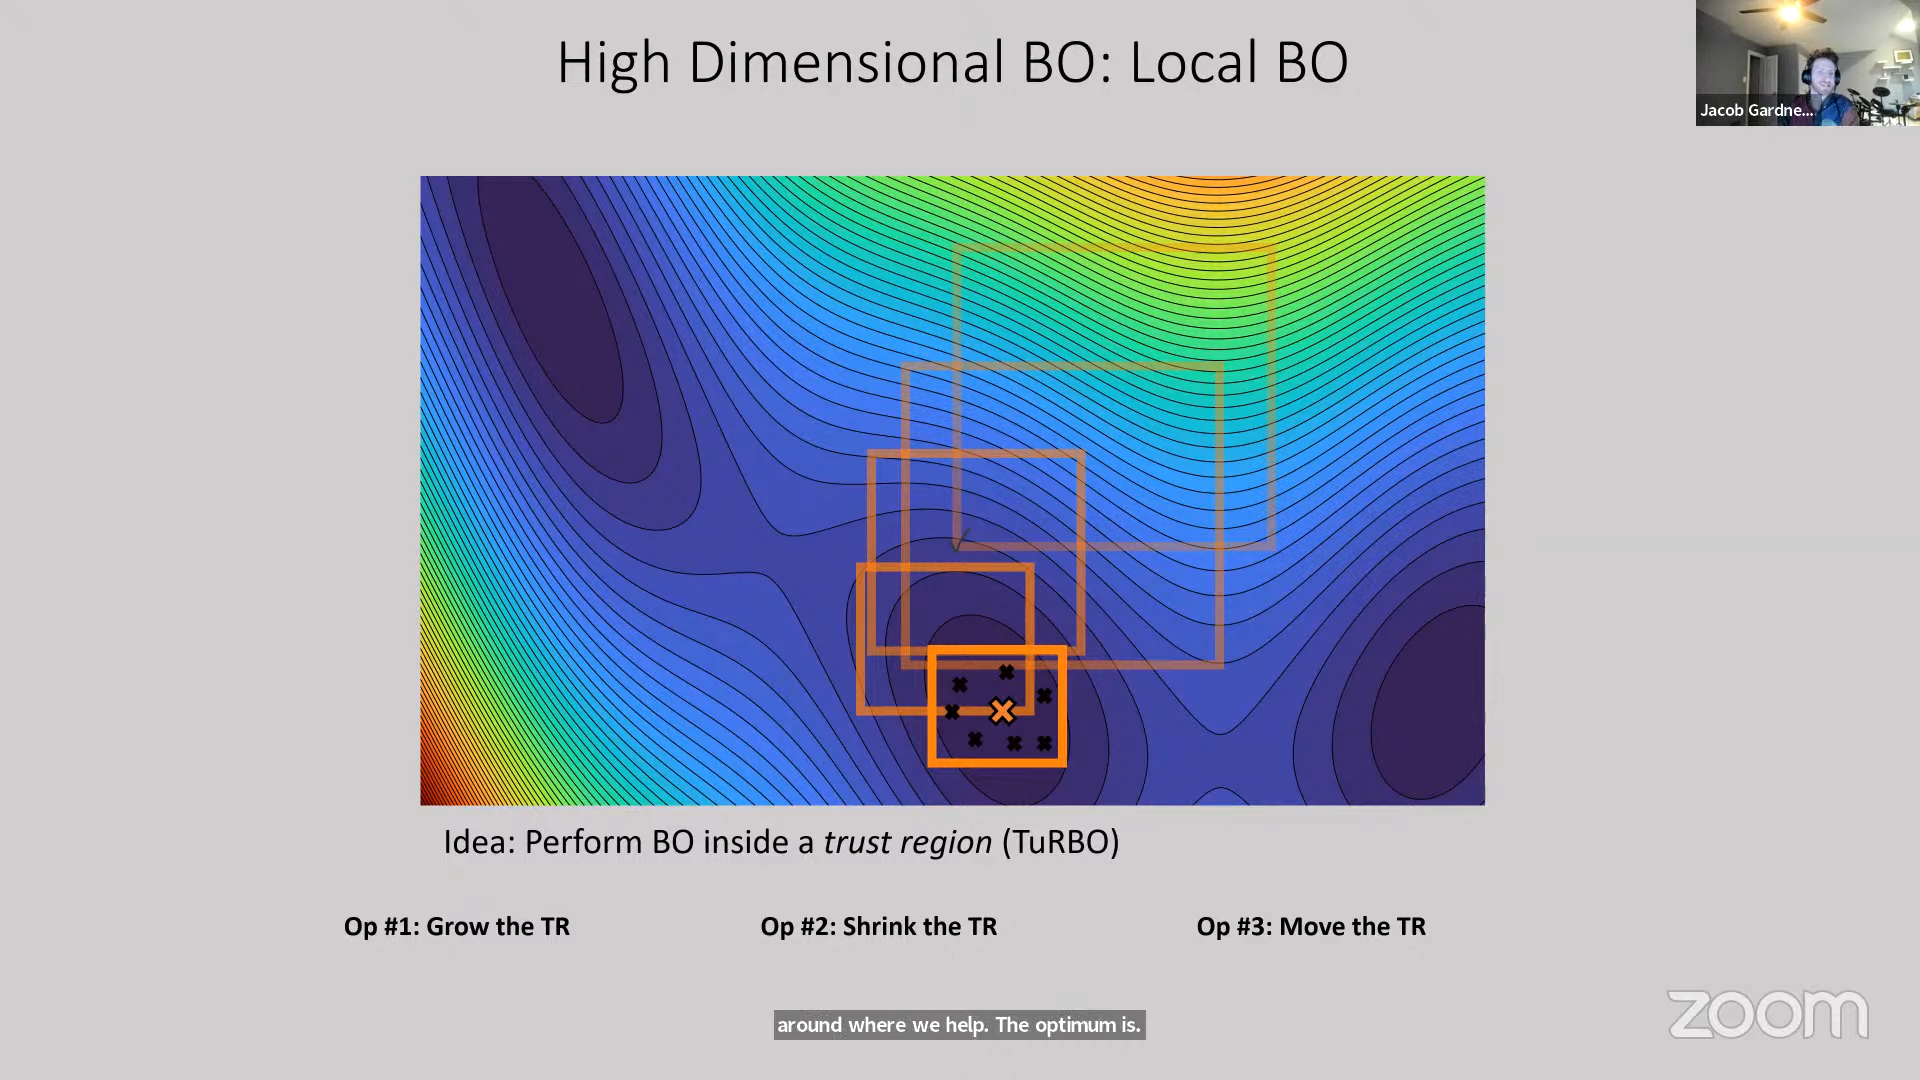 High Dimensional BO: Local BO
Jacob Gardne...
Idea: Perform BO inside a trust region (TuRBO)
Op #1: Grow the TR
Op #2: Shrink the TR
Op #3: Move the TR
around where we help. The optimum is.
zoom